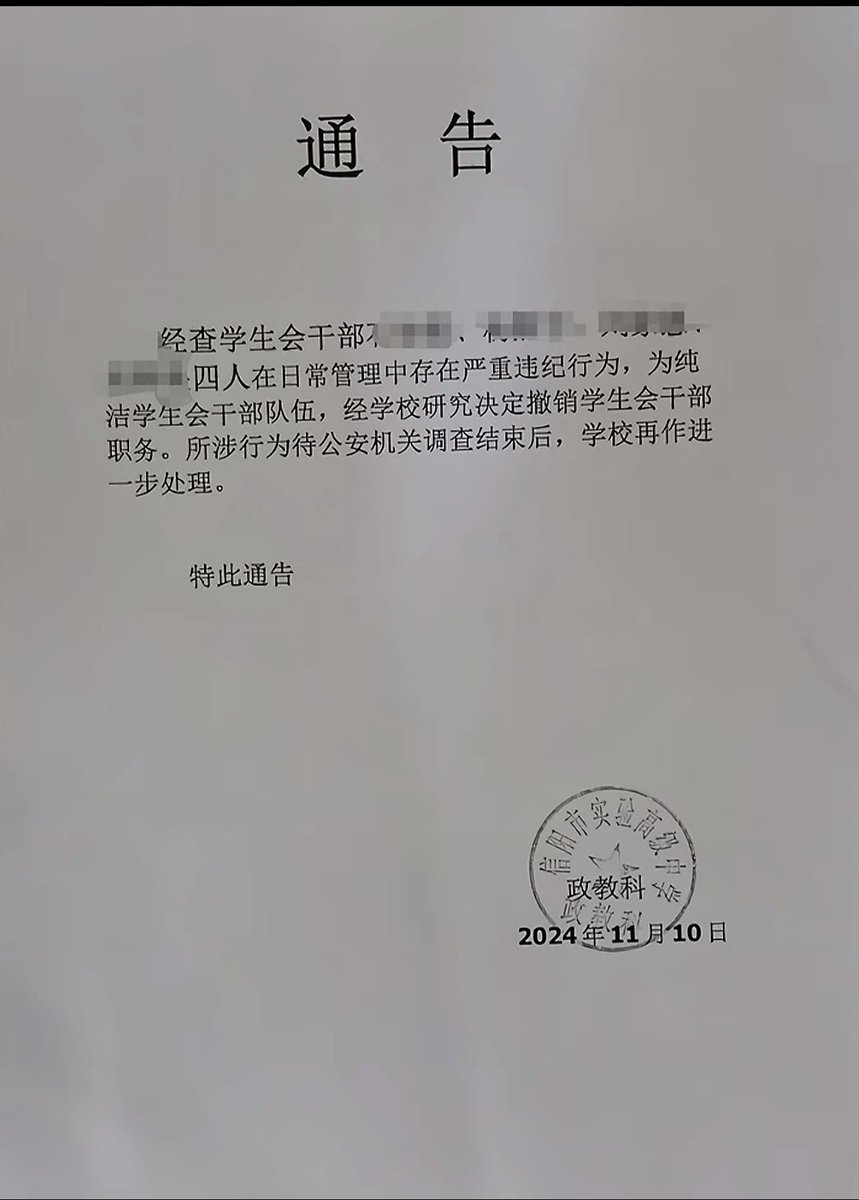 通 告
经查学生会干部
四人在日常管理中存在严重违纪行为，为纯
洁学生会干部队伍，经学校研究决定撤销学生会干部
职务。所涉行为待公安机关调查结束后，学校再作进
一步处理。
特此通告
信阳市实验高级中学
政教科
政教科
2024年11月10日